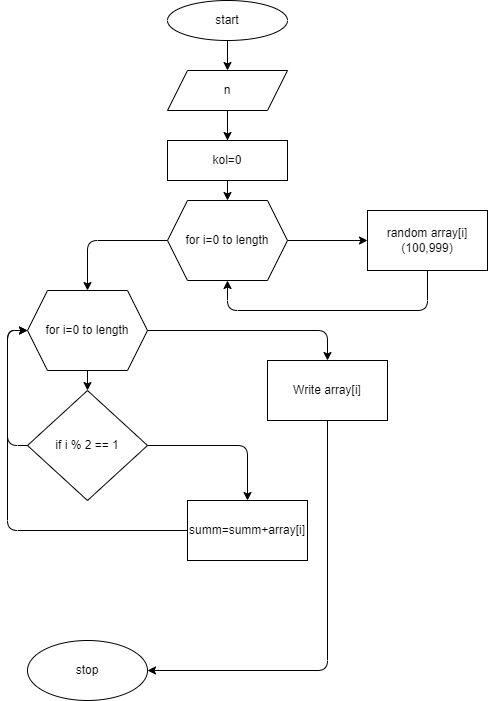 start
n
kol=0
for i=0 to length
random array[i]
(100,999)
for i=0 to length
Write array[i]
if i % 2 == 1
summ=summ+array[i]
stop